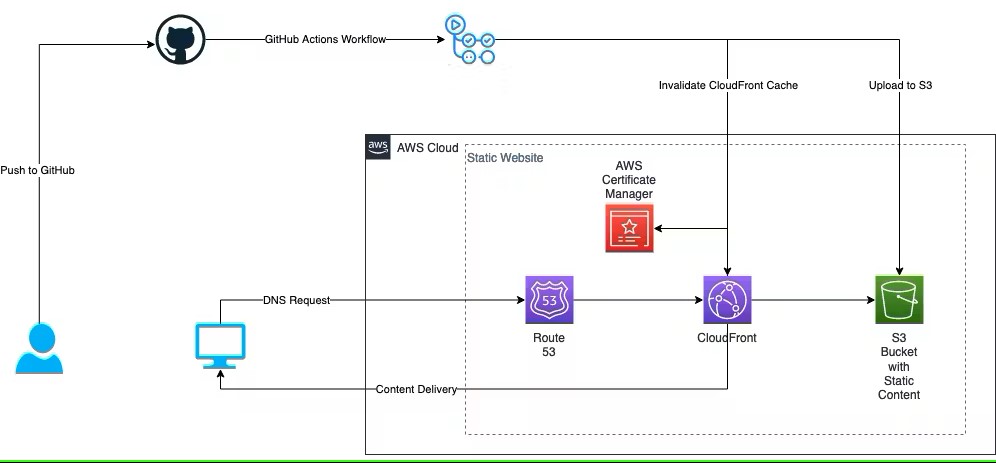 GitHub Actions Workflow
Invalidate CloudFront Cache
Upload to S3
Push to GitHub
aws
AWS Cloud
Static Website
AWS
Certificate
Manager
DNS Request
53
Route
53
CloudFront
S3
Bucket
with
Static
Content
Content Delivery